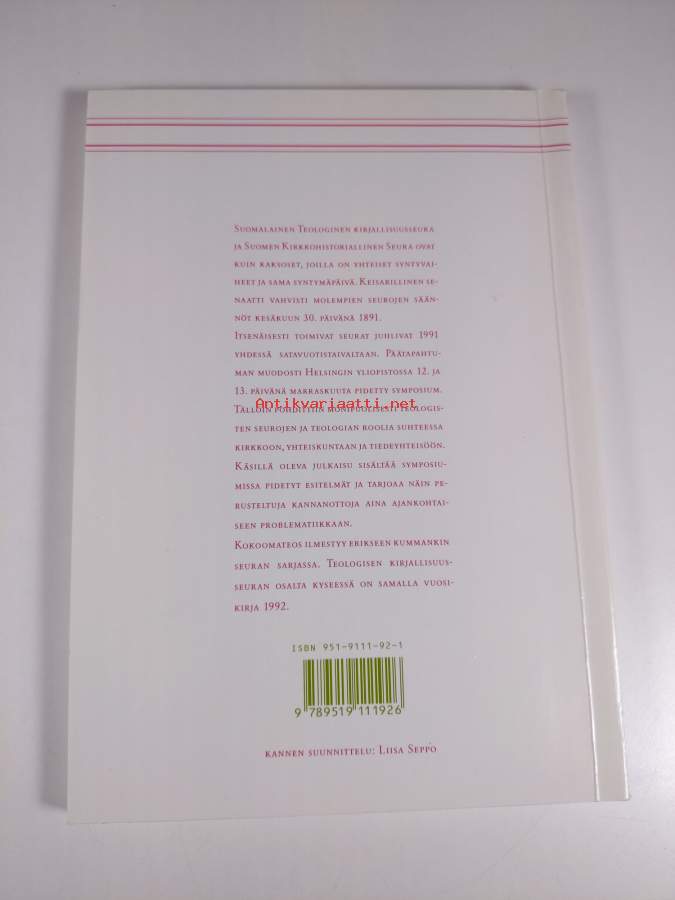 Suomalainen Teologinen kirjallisuusseura
ja Suomen Kirkkohistoriallinen Seura ovat
kuin kaksoset, joilla on yhteiset syntyvai-
heet ja sama syntymäpäivä. Keisarillinen se-
naatti vahvisti molempien seurojen sään-
nöt kesäkuun 30. päivänä 1891.
Itsenäisesti toimivat seurat juhlivat 1991
yhdessä satavuotistaivaltaan. Päätapahtu-
man muodosti Helsingin yliopistossa 12. ja
13. päivänä marraskuuta pidetty symposium.
Antikvariaatti.net
Tällöin pohdittiin monipuolisesti teologis-
ten seurojen ja teologian roolia suhteessa
kirkkoon, yhteiskuntaan ja tiedeyhteisöön.
Käsillä oleva julkaisu sisältää symposiu-
missa pidetyt esitelmät ja tarjoaa näin pe-
rusteltuja kannanottoja aina ajankohtai-
seen problematiikkaan.
Kokoomateos ilmestyy erikseen kummankin
seuran sarjassa. Teologisen kirjallisuus-
seuran osalta kyseessä on samalla vuosi-
kirja 1992.
ISBN 951-9111-92-1
9 789519 111926
kannen suunnittelu: Liisa Seppo